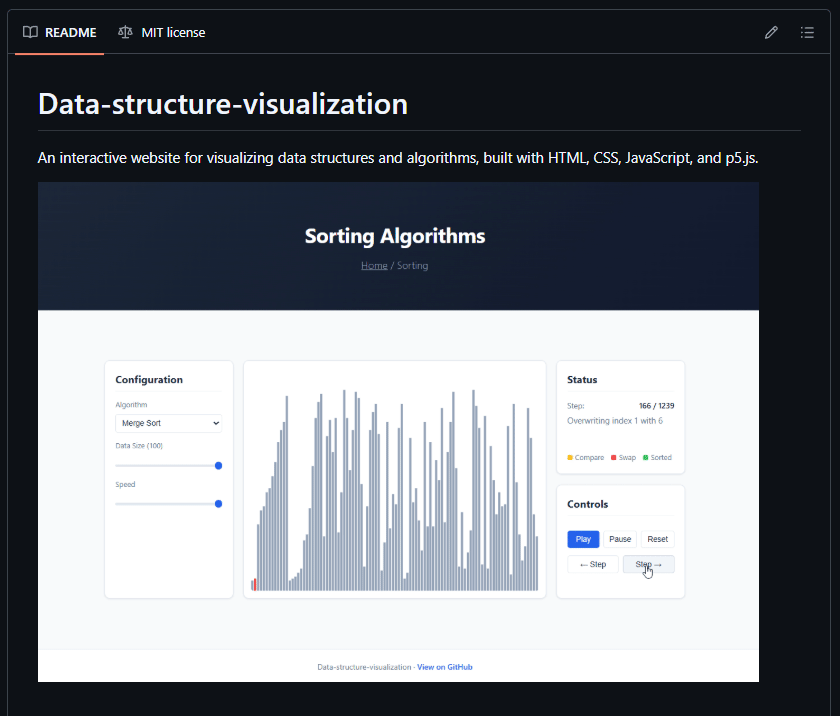 README
MIT license
Data-structure-visualization
An interactive website for visualizing data structures and algorithms, built with HTML, CSS, JavaScript, and p5.js.
Sorting Algorithms
Home / Sorting
Configuration
Algorithm
Merge Sort
Data Size (100)
Speed
Status
Step: 166 / 1239
Overwriting index 1 with 6
Compare Swap Sorted
Controls
Play Pause Reset
← Step Step →
Data-structure-visualization - View on GitHub